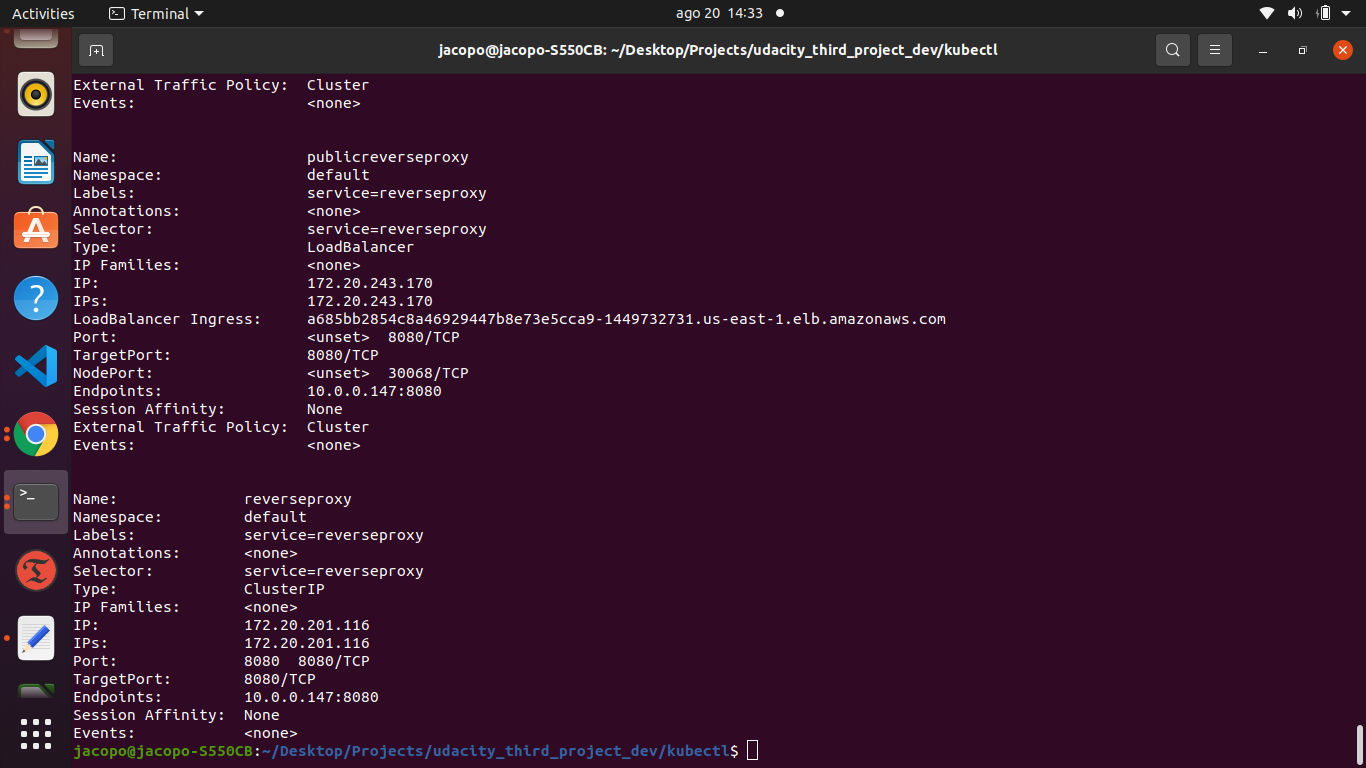 Activities Terminal ago 20 14:33
jacopo@jacopo-S550CB: ~/Desktop/Projects/udacity_third_project_dev/kubectl
External Traffic Policy:  Cluster
Events:                   <none>
Name:                     publicreverseproxy
Namespace:                default
Labels:                   service=reverseproxy
Annotations:              <none>
Selector:                 service=reverseproxy
Type:                     LoadBalancer
IP Families:              <none>
IP:                       172.20.243.170
IPs:                      172.20.243.170
LoadBalancer Ingress:     a685bb2854c8a46929447b8e73e5cca9-1449732731.us-east-1.elb.amazonaws.com
Port:                     <unset>  8080/TCP
TargetPort:               8080/TCP
NodePort:                 <unset>  30068/TCP
Endpoints:                10.0.0.147:8080
Session Affinity:         None
External Traffic Policy:  Cluster
Events:                   <none>
Name:              reverseproxy
Namespace:         default
Labels:            service=reverseproxy
Annotations:       <none>
Selector:          service=reverseproxy
Type:              ClusterIP
IP Families:       <none>
IP:                172.20.201.116
IPs:               172.20.201.116
Port:              8080  8080/TCP
TargetPort:        8080/TCP
Endpoints:         10.0.0.147:8080
Session Affinity:  None
Events:            <none>
jacopo@jacopo-S550CB:~/Desktop/Projects/udacity_third_project_dev/kubectl$